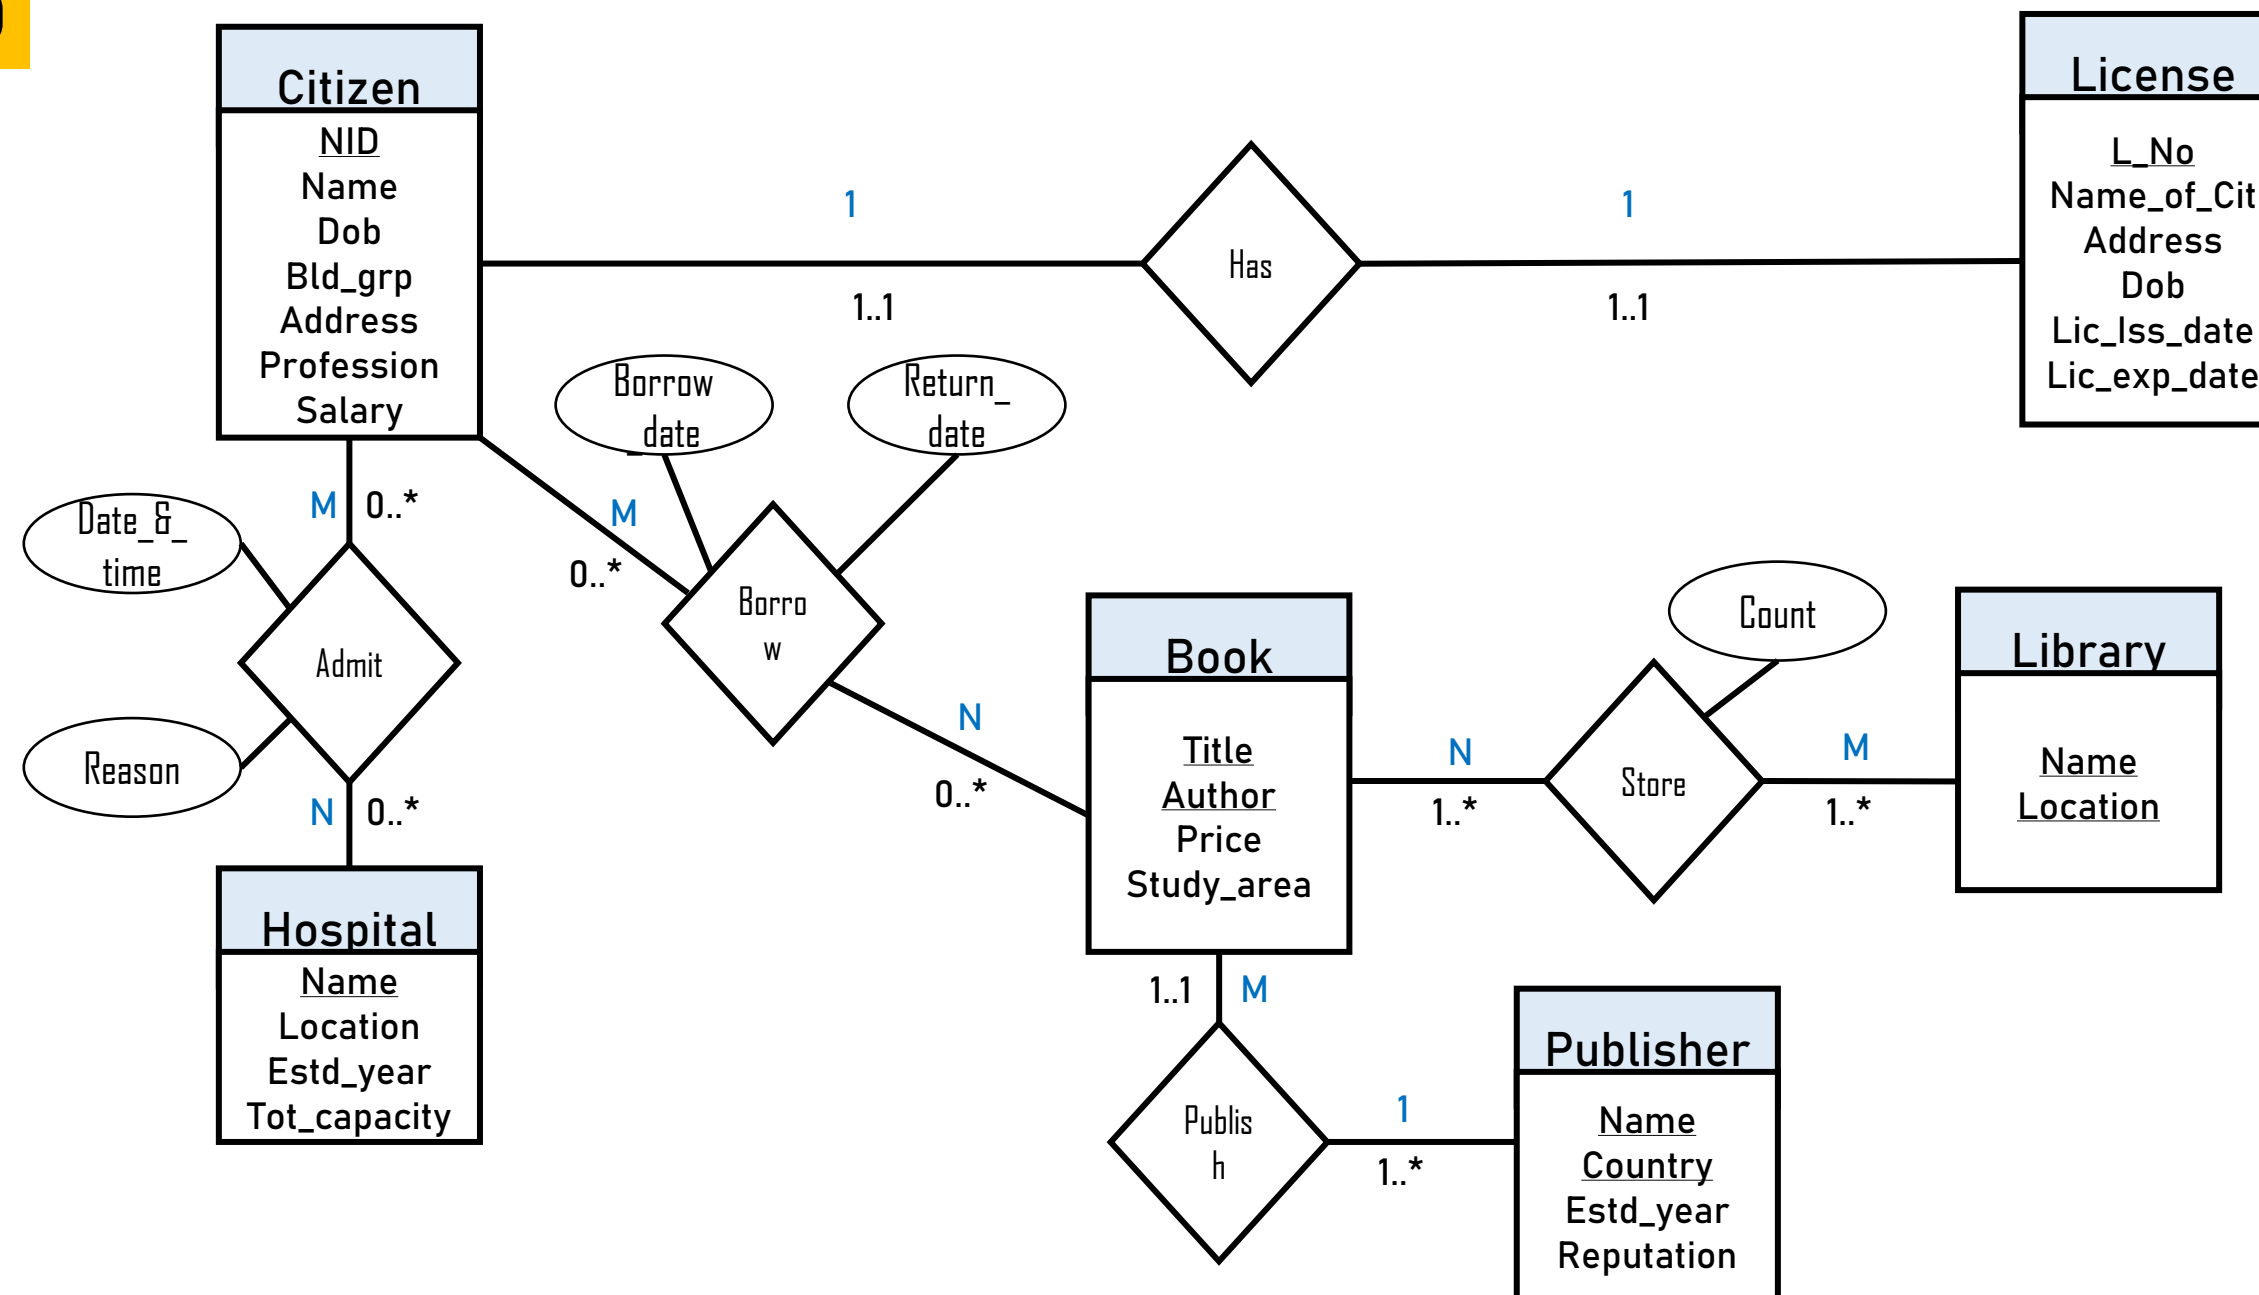 Citizen
NID
Name
Dob
Bld_grp
Address
Profession
Salary
1
1..1
Has
1
1..1
License
L_No
Name_of_Cit
Address
Dob
Lic_Iss_date
Lic_exp_date
Borrow
_date
Return_
date
M
0..*
Date_&_
time
M
0..*
Admit
Reason
N
0..*
Borro
w
N
0..*
Hospital
Name
Location
Estd_year
Tot_capacity
Book
Title
Author
Price
Study_area
N
1..*
Store
Count
M
1..*
Library
Name
Location
1..1
M
Publis
h
1
1..*
Publisher
Name
Country
Estd_year
Reputation